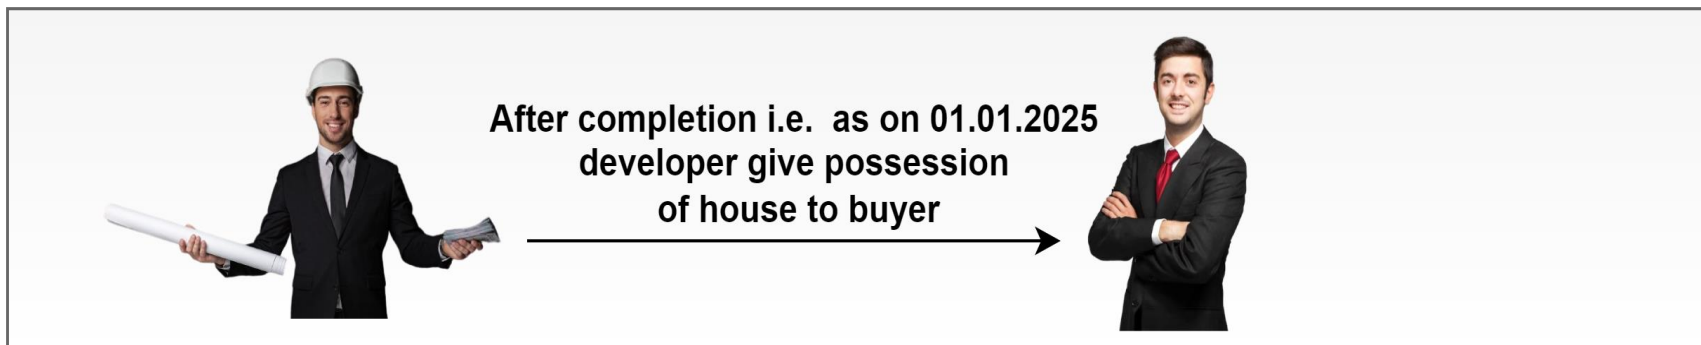 After completion i.e. as on 01.01.2025
developer give possession
of house to buyer